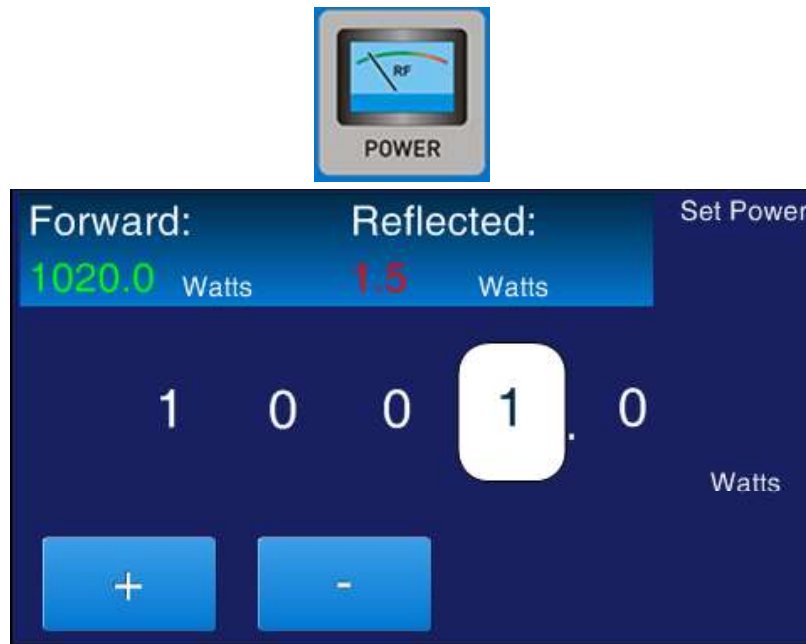 RF
POWER
Forward: Reflected: Set Power
1020.0 Watts 1.5 Watts
1 0 0 1 . 0
Watts
+ -